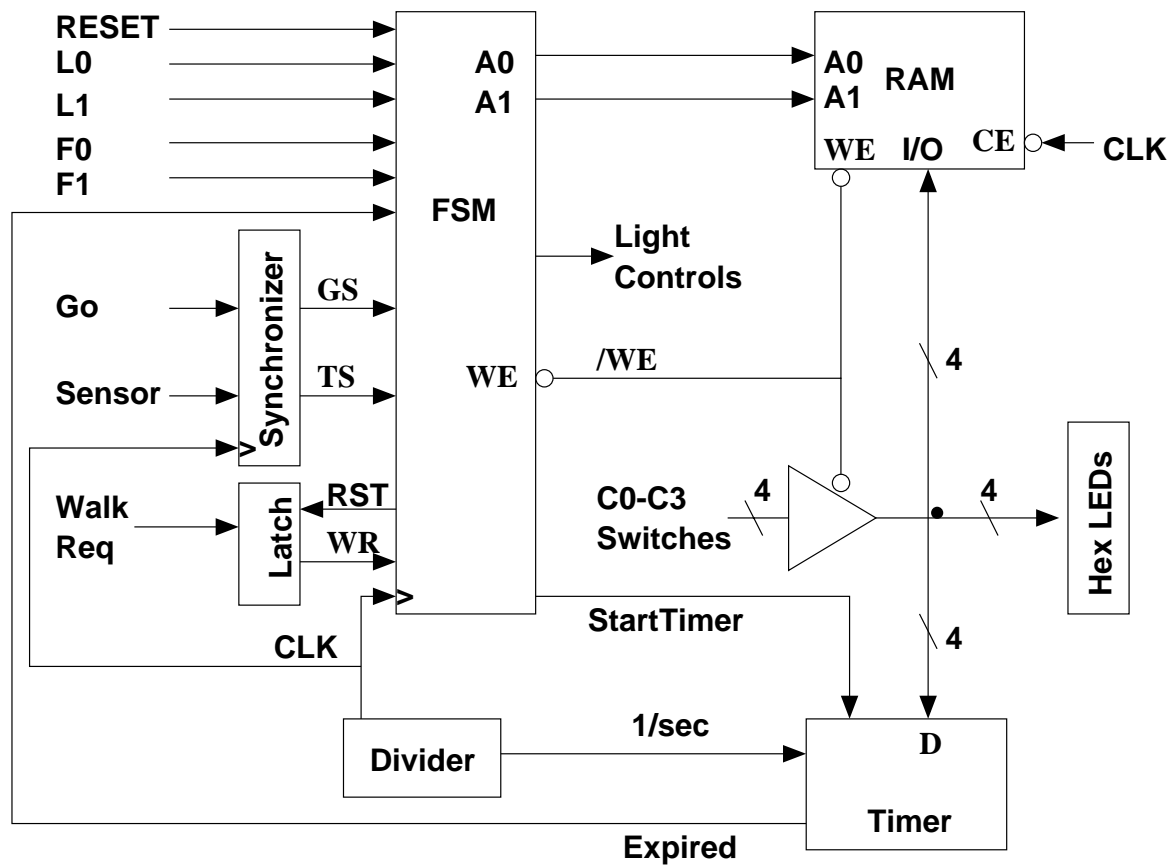 RESET
L0
L1
F0
F1
Go
Sensor
Walk
Req
Synchronizer
GS
TS
>
Latch
RST
WR
CLK
A0
A1
FSM
WE
>
A0
RAM
A1
WE
I/O
CE
CLK
Light
Controls
/WE
4
C0-C3
Switches
4
4
Hex LEDs
StartTimer
4
Divider
1/sec
D
Timer
Expired